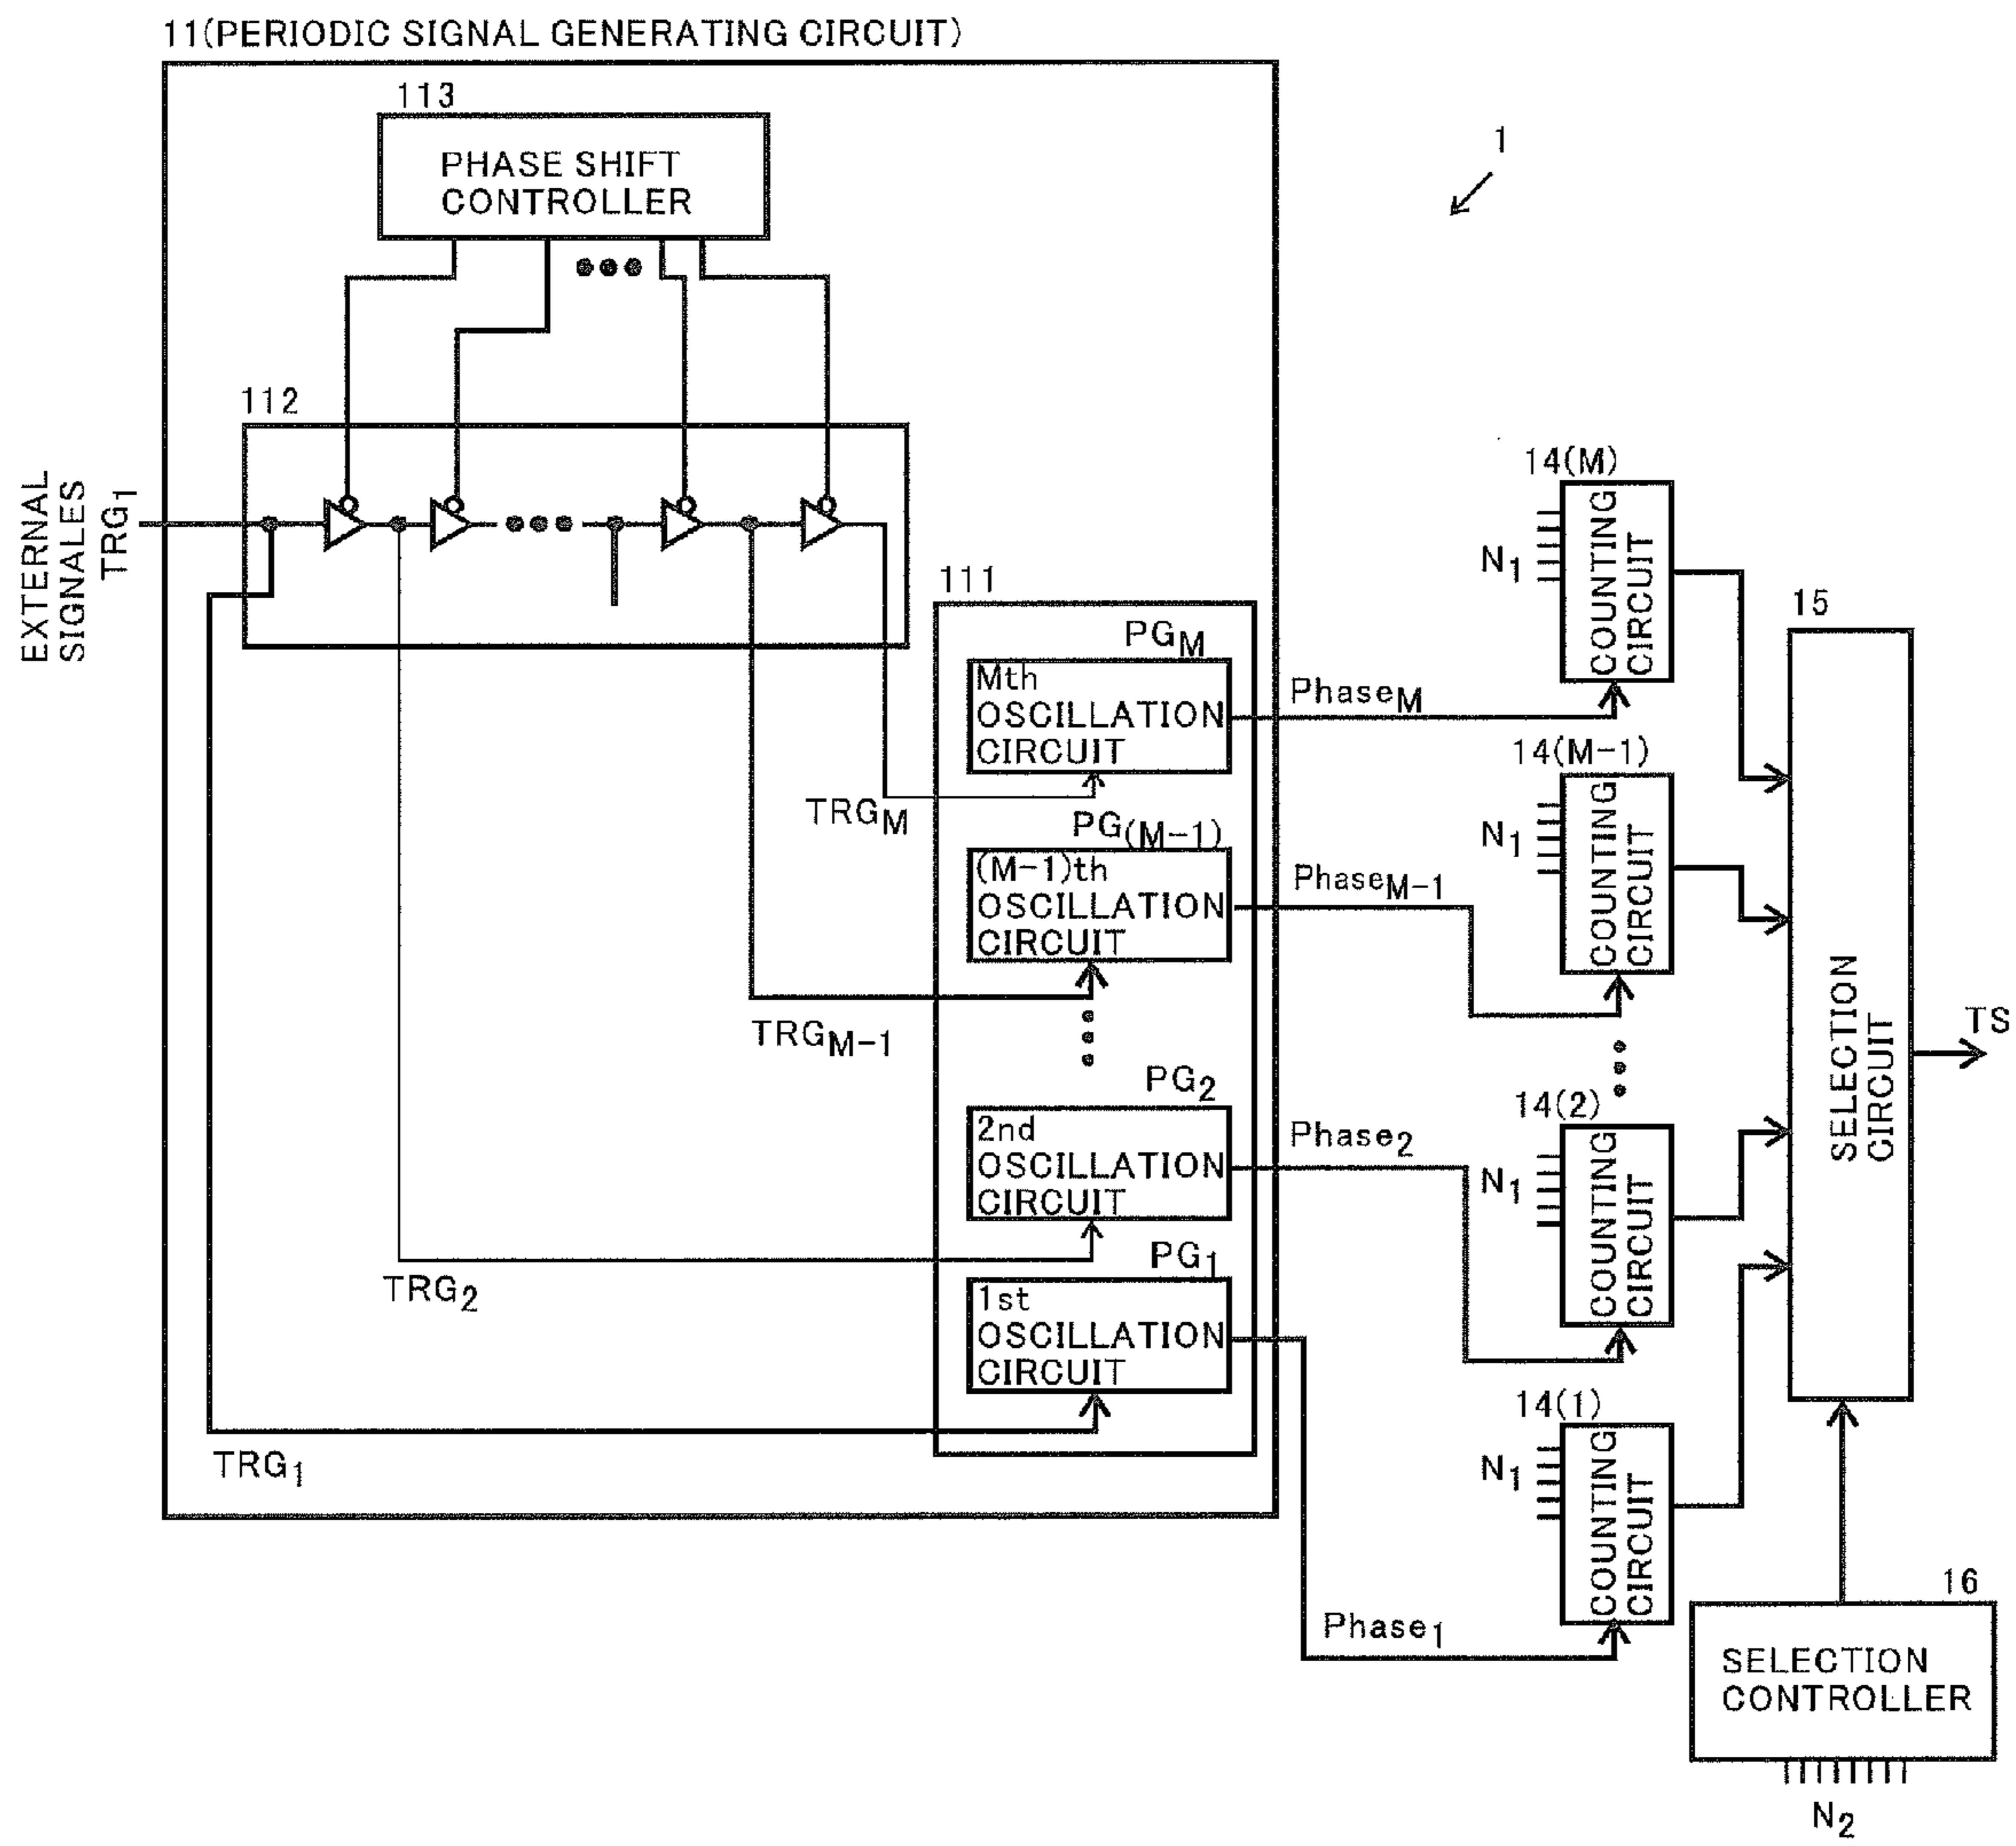 11(PERIODIC SIGNAL GENERATING CIRCUIT)
113
PHASE SHIFT
CONTROLLER
1
112
EXTERNAL
SIGNALES
TRG1
111
PGM
Mth
OSCILLATION
CIRCUIT
TRGM
PG(M-1)
(M-1)th
OSCILLATION
CIRCUIT
TRGM-1
PG2
2nd
OSCILLATION
CIRCUIT
TRG2
PG1
1st
OSCILLATION
CIRCUIT
TRG1
PhaseM
PhaseM-1
Phase2
Phase1
14(M)
N1
COUNTING
CIRCUIT
14(M-1)
N1
COUNTING
CIRCUIT
14(2)
N1
COUNTING
CIRCUIT
14(1)
N1
COUNTING
CIRCUIT
15
SELECTION
CIRCUIT
TS
16
SELECTION
CONTROLLER
N2